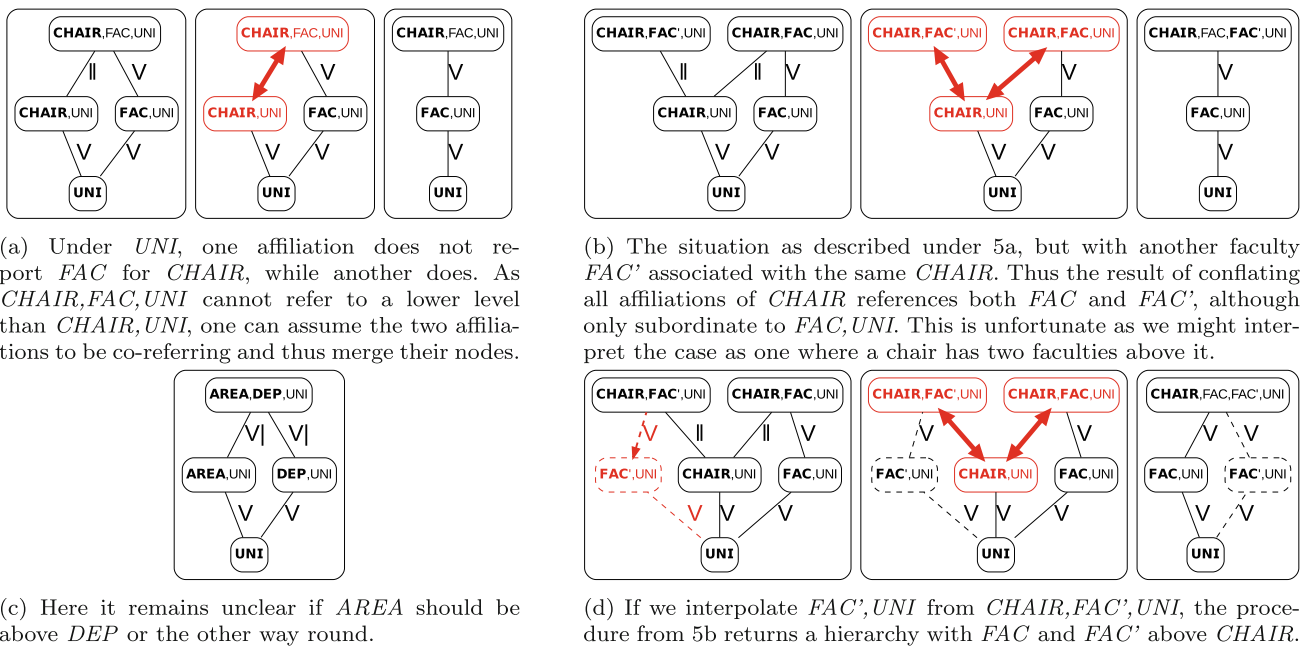 CHAIR,FAC,UNI
||
V
CHAIR,UNI
FAC,UNI
V
V
UNI
CHAIR,FAC,UNI
V
CHAIR,UNI
FAC,UNI
V
V
UNI
CHAIR,FAC,UNI
V
FAC,UNI
V
UNI
(a) Under UNI, one affiliation does not re-
port FAC for CHAIR, while another does. As
CHAIR,FAC,UNI cannot refer to a lower level
than CHAIR,UNI, one can assume the two affilia-
tions to be co-referring and thus merge their nodes.
CHAIR,FAC',UNI
CHAIR,FAC,UNI
||
||
V
CHAIR,UNI
FAC,UNI
V
V
UNI
CHAIR,FAC',UNI
CHAIR,FAC,UNI
V
CHAIR,UNI
FAC,UNI
V
V
UNI
CHAIR,FAC,FAC',UNI
V
FAC,UNI
V
UNI
(b) The situation as described under 5a, but with another faculty
FAC' associated with the same CHAIR. Thus the result of conflating
all affiliations of CHAIR references both FAC and FAC', although
only subordinate to FAC,UNI. This is unfortunate as we might inter-
pret the case as one where a chair has two faculties above it.
AREA,DEP,UNI
V|
V|
AREA,UNI
DEP,UNI
V
V
UNI
(c) Here it remains unclear if AREA should be
above DEP or the other way round.
CHAIR,FAC',UNI
CHAIR,FAC,UNI
V
||
||
V
FAC',UNI
CHAIR,UNI
FAC,UNI
V
V
V
UNI
CHAIR,FAC',UNI
CHAIR,FAC,UNI
V
V
FAC',UNI
CHAIR,UNI
FAC,UNI
V
V
V
UNI
CHAIR,FAC,FAC',UNI
V
V
FAC,UNI
FAC',UNI
V
V
UNI
(d) If we interpolate FAC',UNI from CHAIR,FAC',UNI, the proce-
dure from 5b returns a hierarchy with FAC and FAC' above CHAIR.